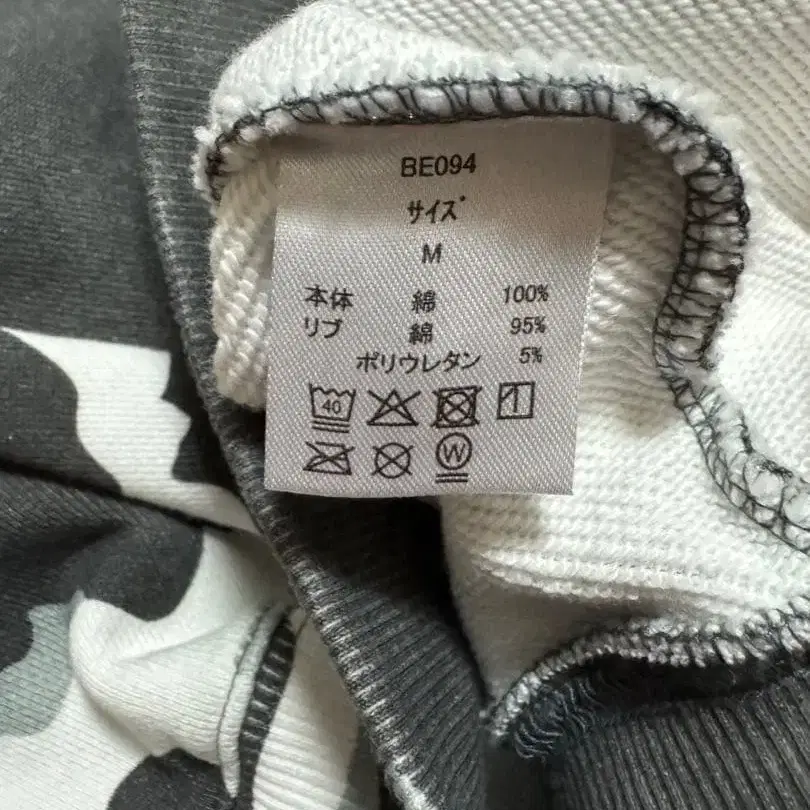 BE094
サイズ
M
本体 綿 100%
リブ 綿 95%
ポリウレタン 5%
40
W